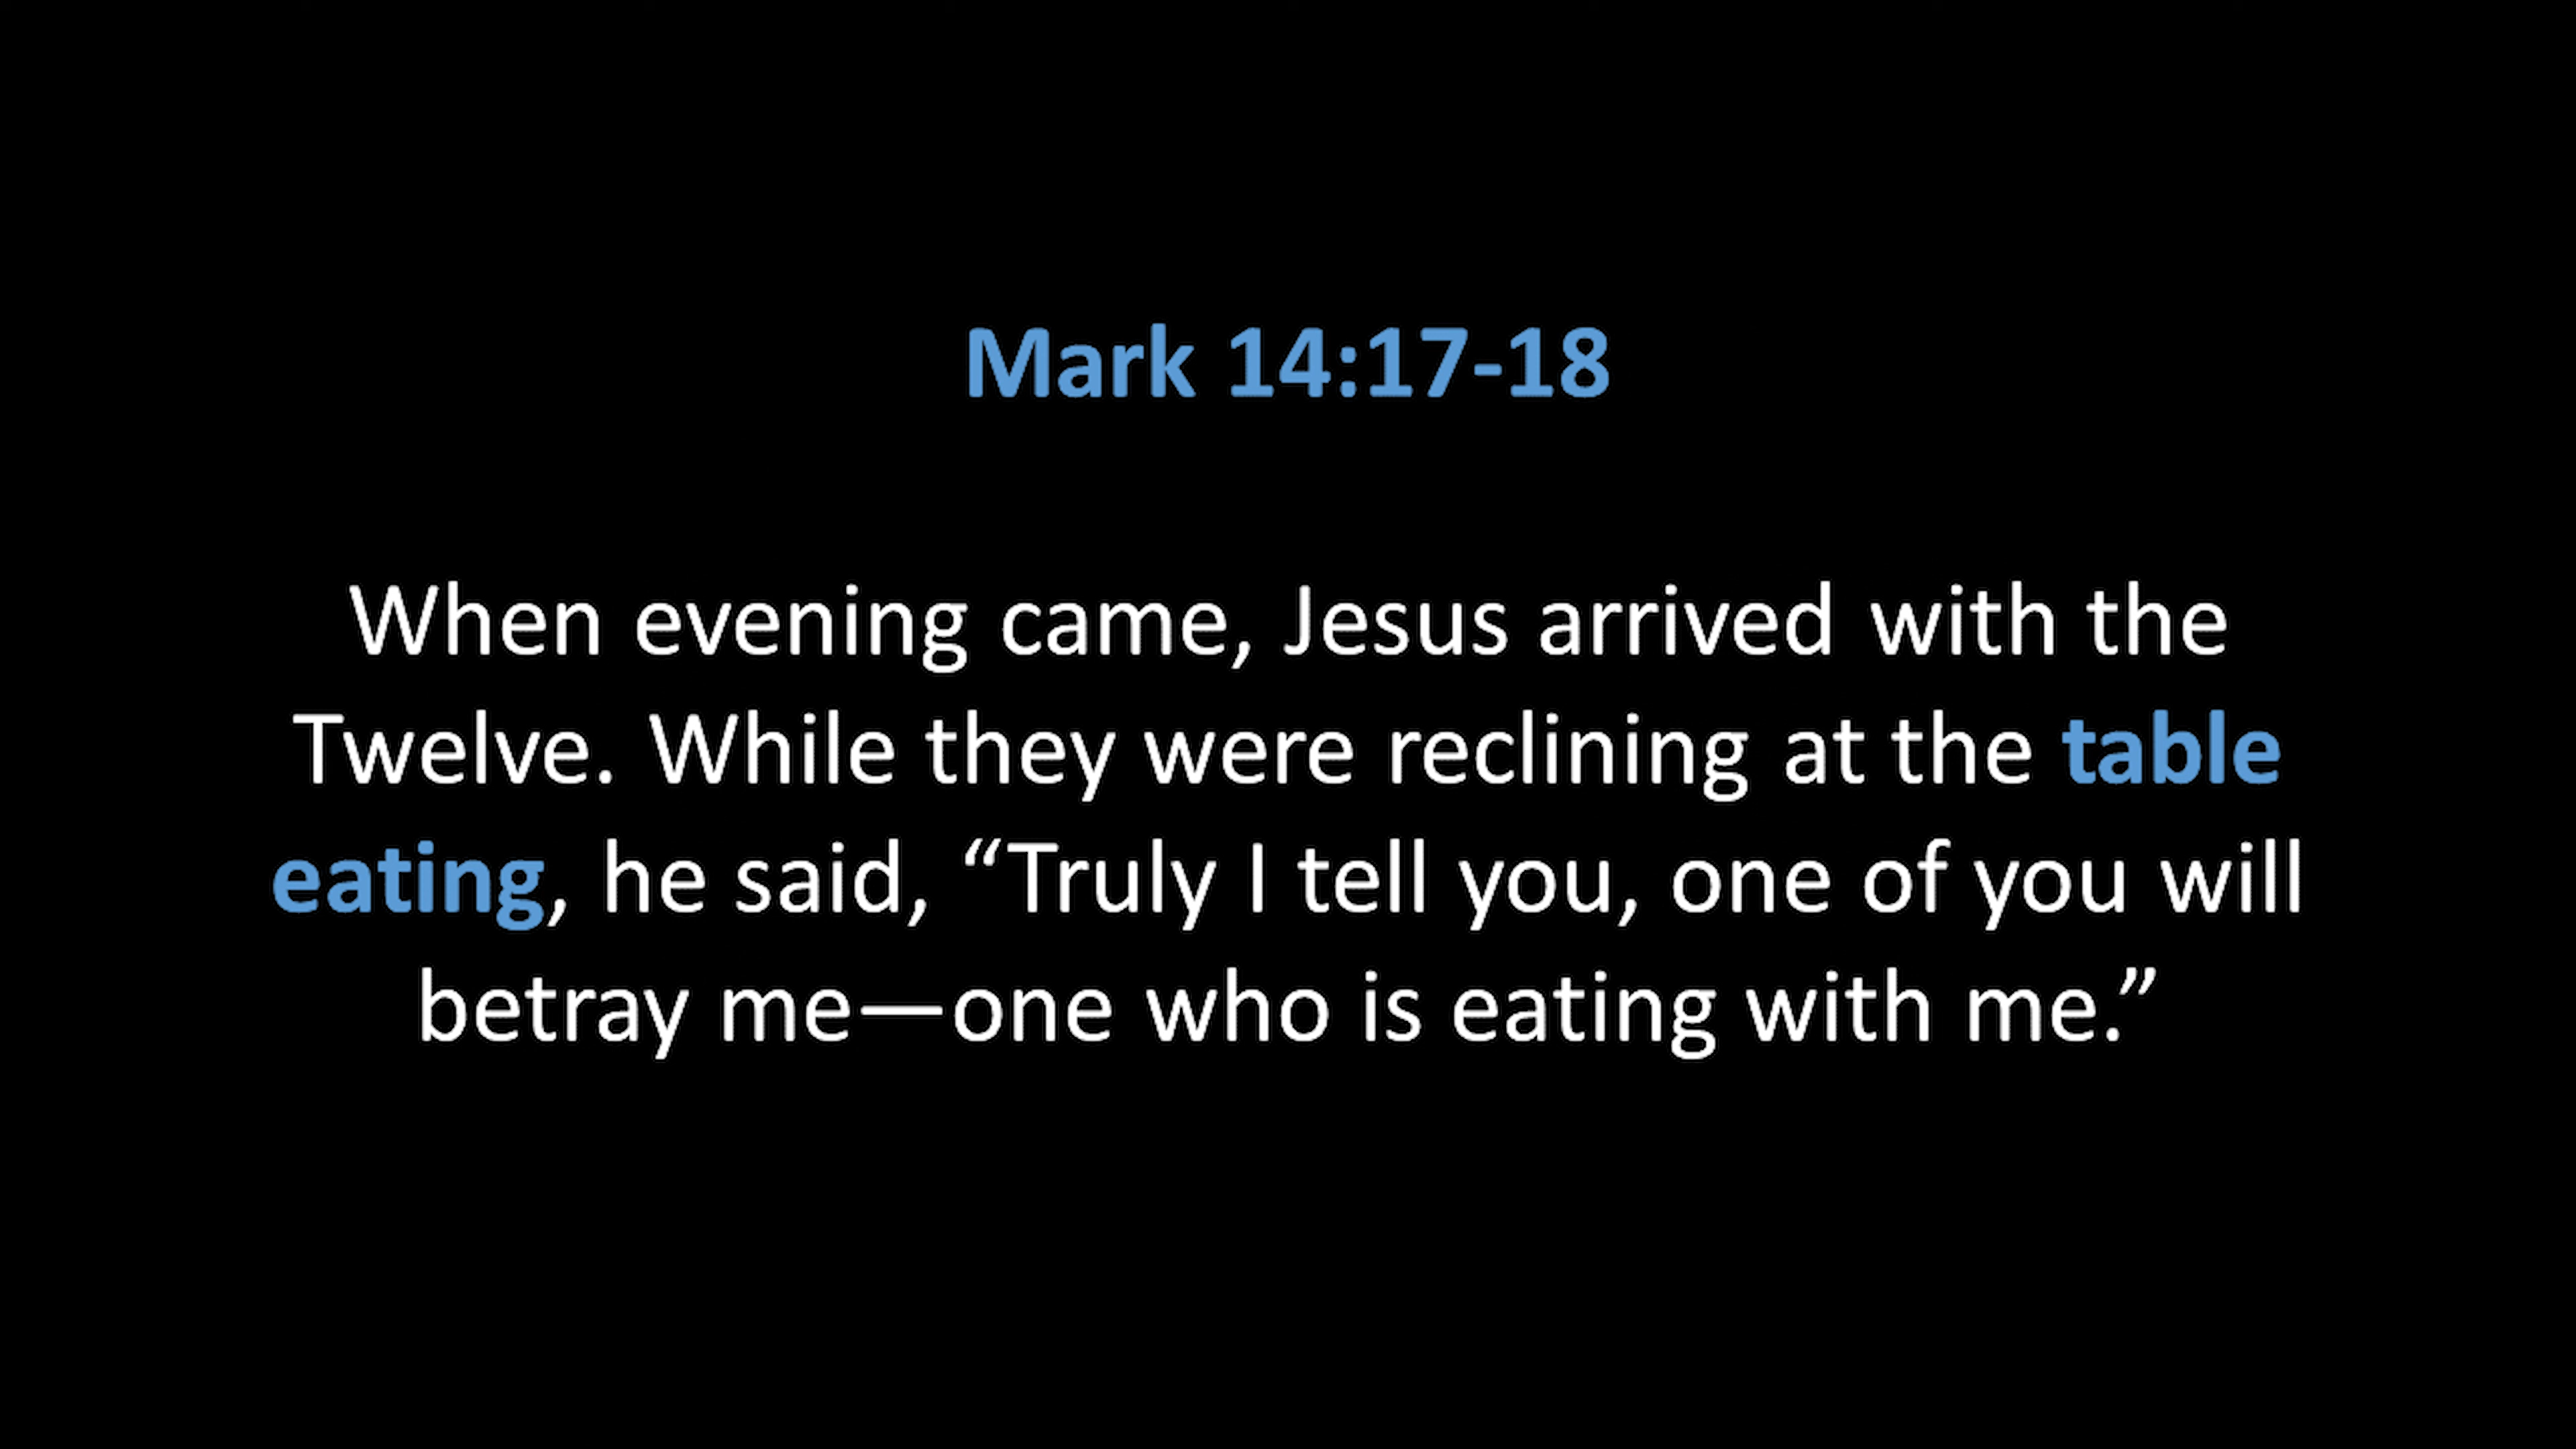 Mark 14:17-18
When evening came, Jesus arrived with the
Twelve. While they were reclining at the table
eating, he said, “Truly I tell you, one of you will
betray me—one who is eating with me.”